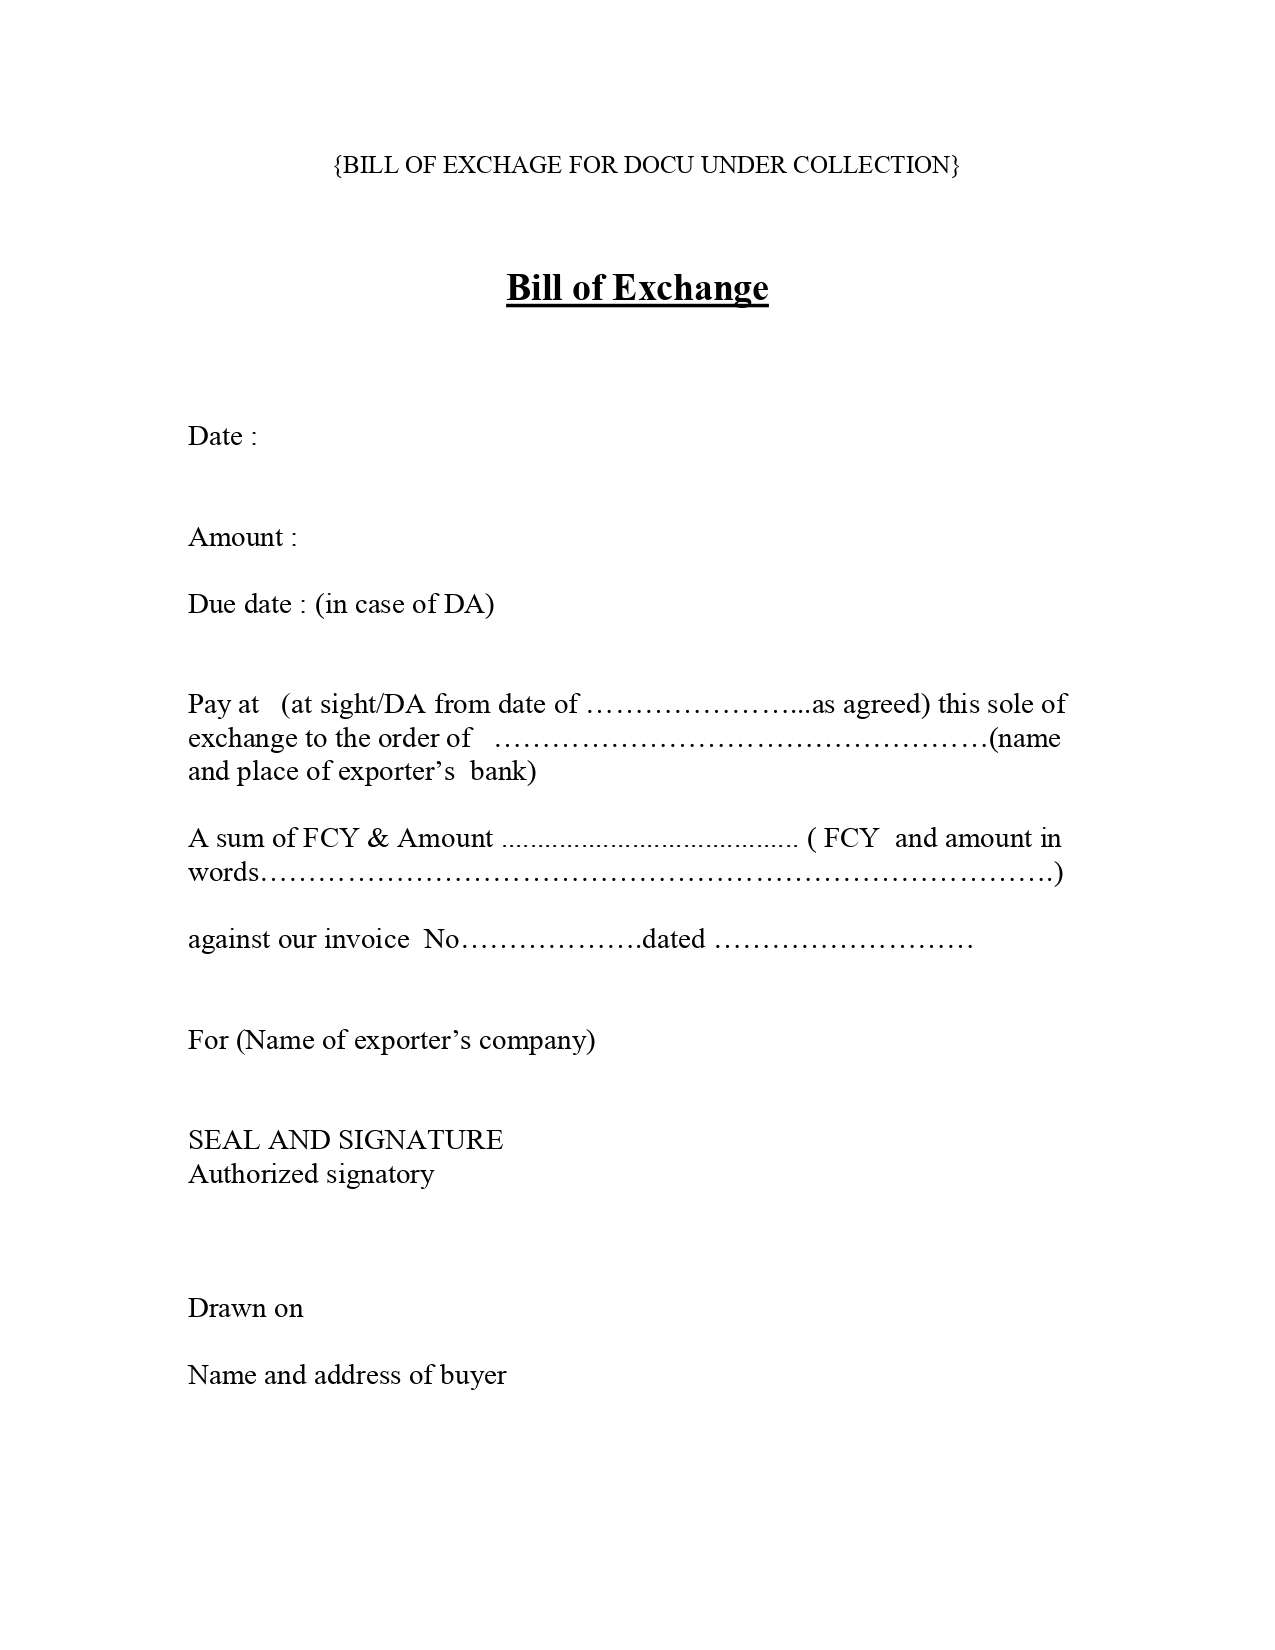 {BILL OF EXCHAGE FOR DOCU UNDER COLLECTION}
Bill of Exchange
Date :
Amount :
Due date : (in case of DA)
Pay at   (at sight/DA from date of …………………...as agreed) this sole of
exchange to the order of   ……………………………………………(name
and place of exporter’s  bank)
A sum of FCY & Amount ......................................... ( FCY  and amount in
words……………………………………………………………………….)
against our invoice  No……………….dated ………………………
For (Name of exporter’s company)
SEAL AND SIGNATURE
Authorized signatory
Drawn on
Name and address of buyer